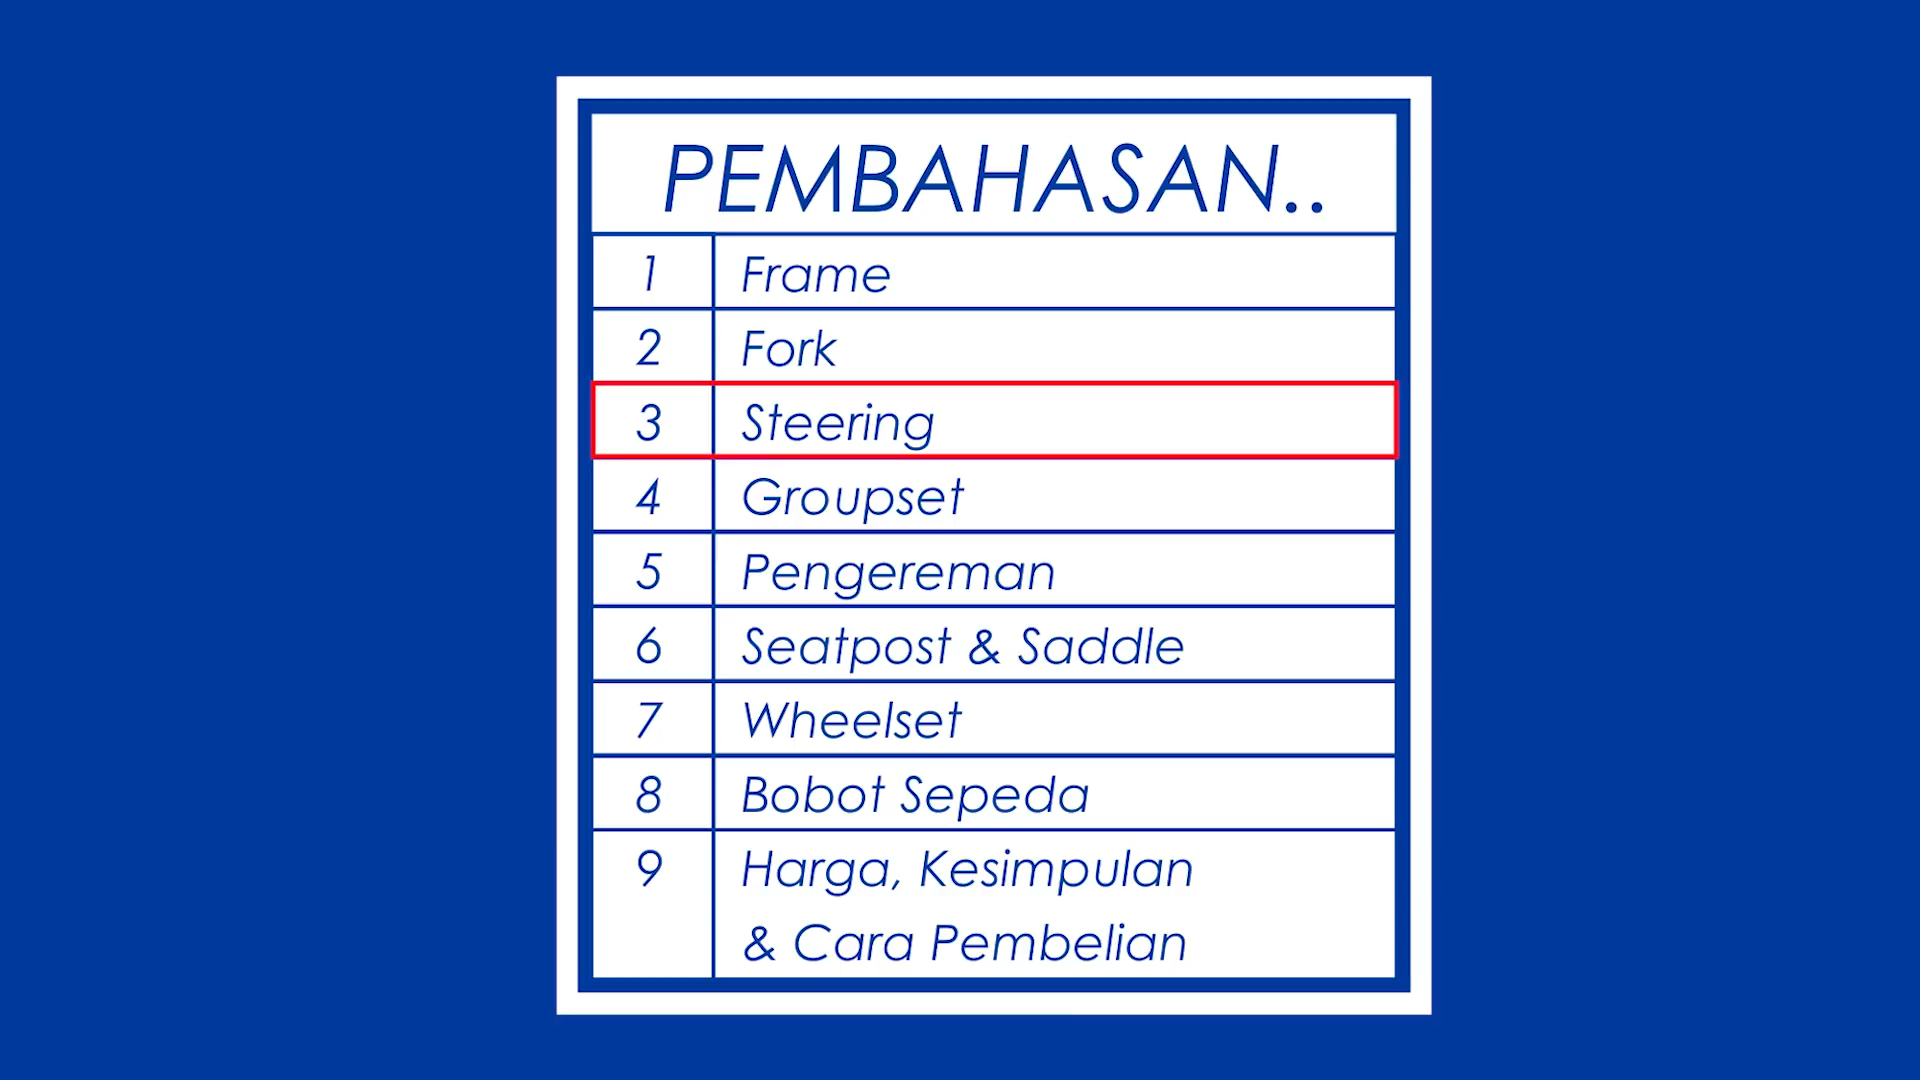 PEMBAHASAN..
1 Frame
2 Fork
3 Steering
4 Groupset
5 Pengereman
6 Seatpost & Saddle
7 Wheelset
8 Bobot Sepeda
9 Harga, Kesimpulan
& Cara Pembelian